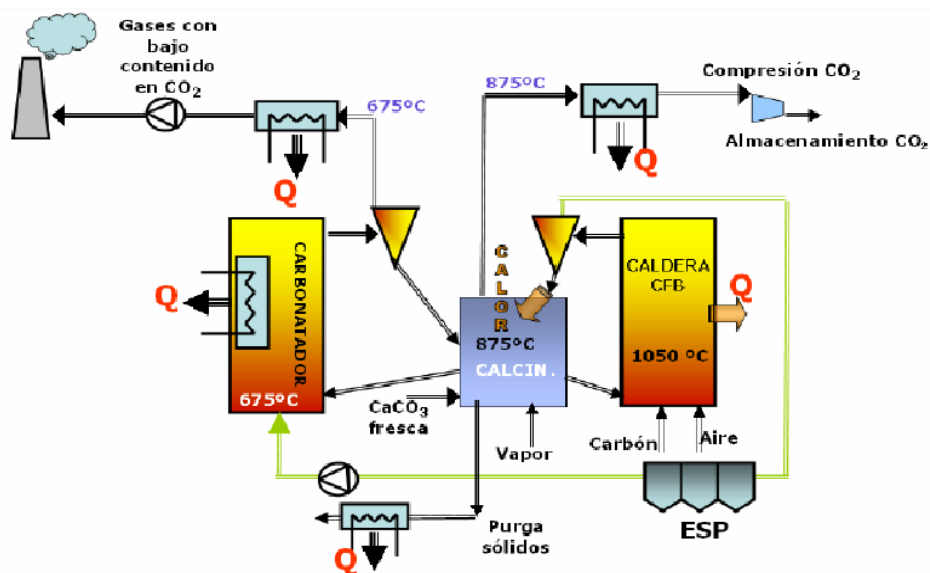 Gases con
bajo
contenido
en CO₂
675ºC
875ºC
Compresión CO₂
Almacenamiento CO₂
Q
Q
CARBONATADOR
Q
675ºC
CALOR
875ºC
CALCIN.
CALDERA
CFB
1050 ºC
Q
CaCO₃
fresca
Vapor
Carbón
Aire
ESP
Purga
sólidos
Q